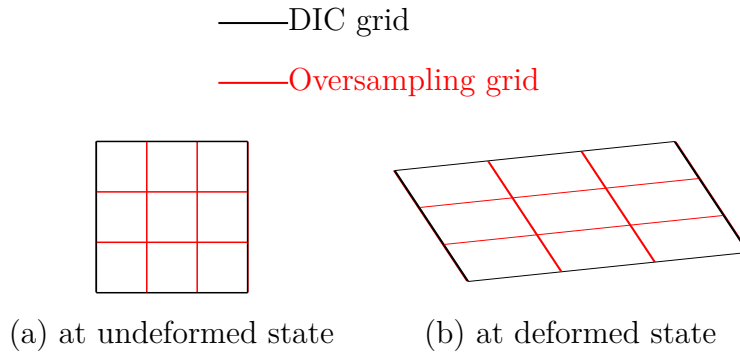 DIC grid
Oversampling grid
(a) at undeformed state
(b) at deformed state